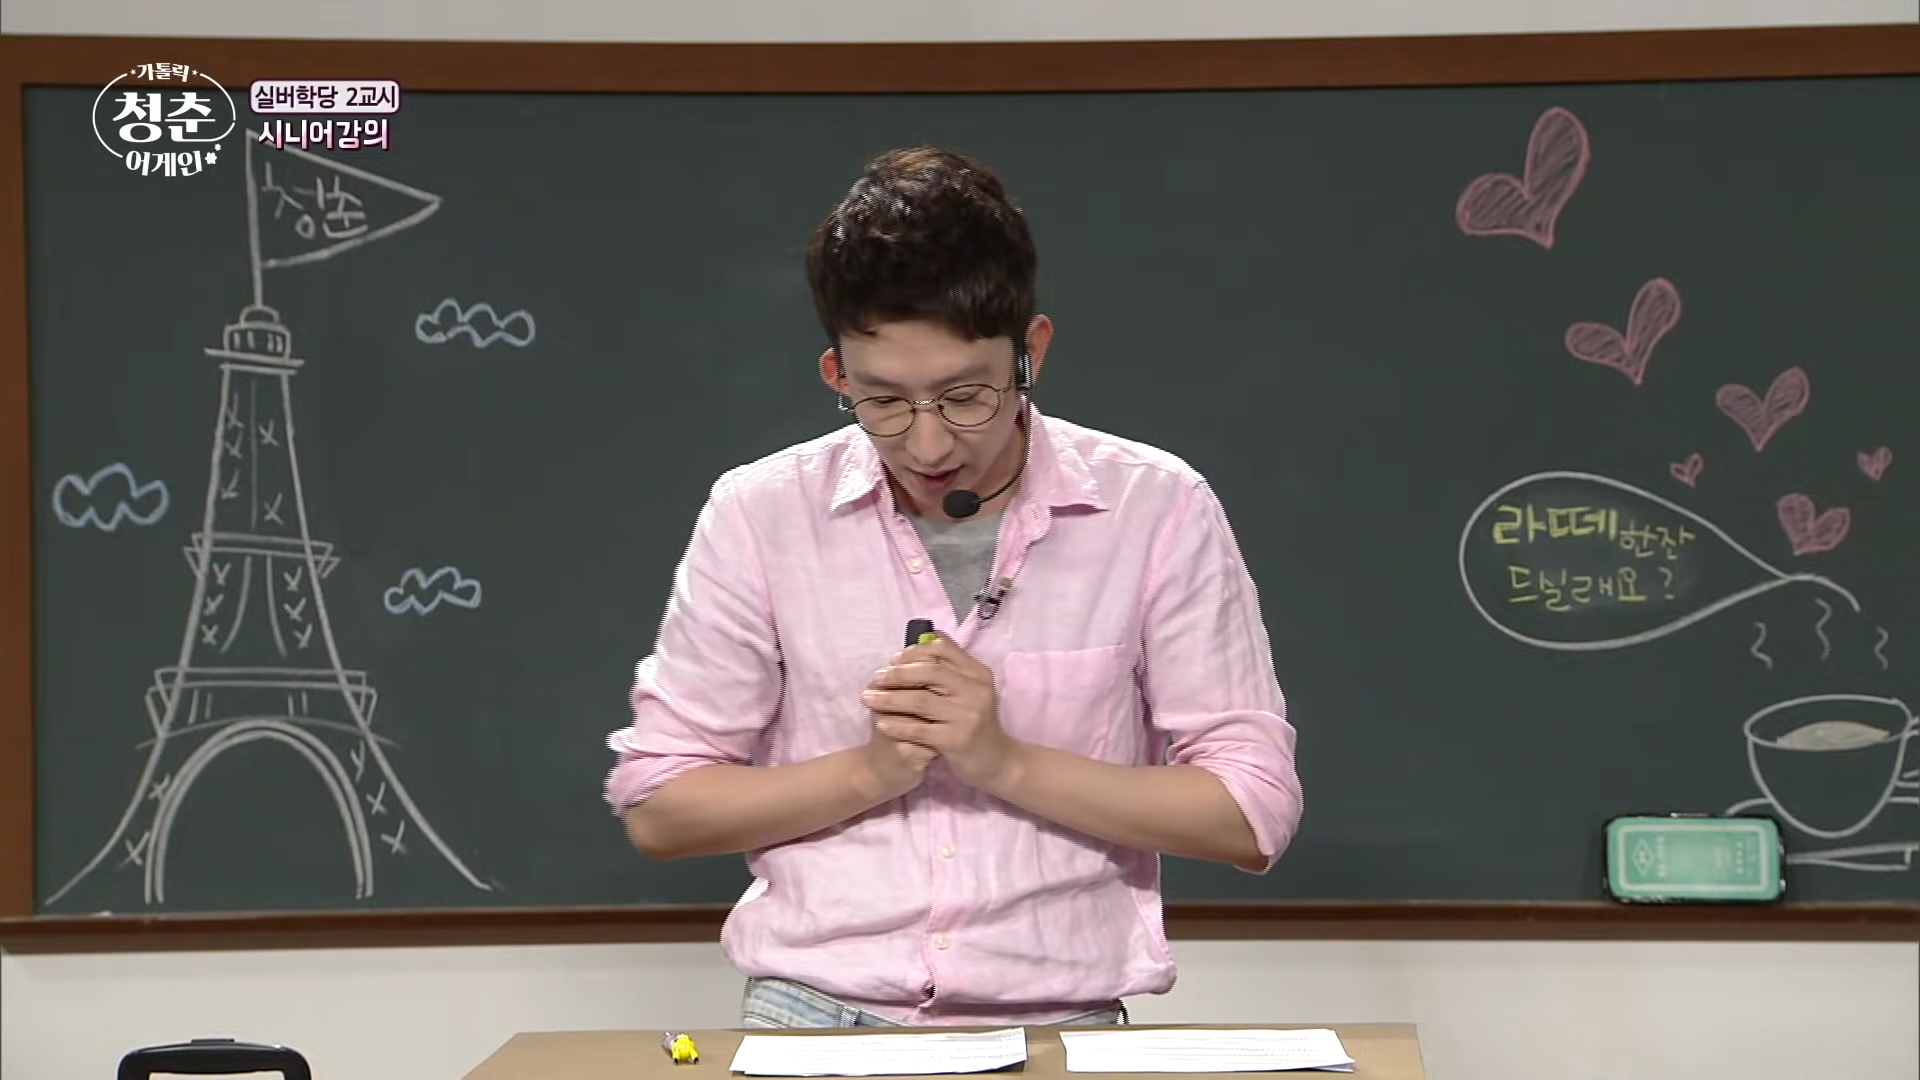 가톨릭
청춘
어게인
실버학당 2교시
시니어강의
청춘
라떼한잔
드실래요?